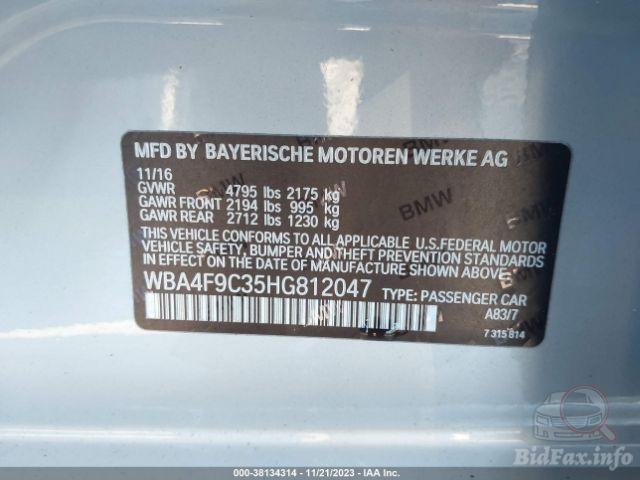 MFD BY BAYERISCHE MOTOREN WERKE AG
11/16
GVWR 4795 lbs 2175 kg
GAWR FRONT 2194 lbs 995 kg
GAWR REAR 2712 lbs 1230 kg
THIS VEHICLE CONFORMS TO ALL APPLICABLE U.S.FEDERAL MOTOR
VEHICLE SAFETY, BUMPER AND THEFT PREVENTION STANDARDS
IN EFFECT ON THE DATE OF MANUFACTURE SHOWN ABOVE.
WBA4F9C35HG812047 TYPE: PASSENGER CAR
A83/7
7 315 814
BMW
BMW
BidFax.info
000-38134314 - 11/21/2023 - IAA Inc.